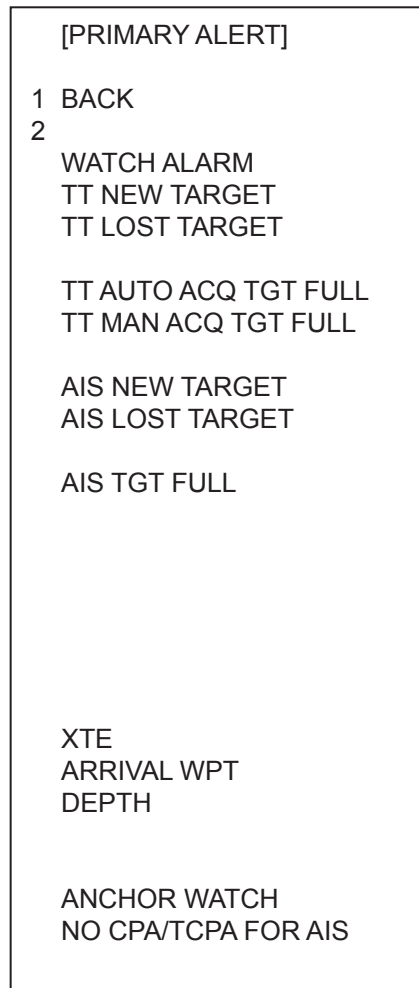 [PRIMARY ALERT]
1 BACK
2
WATCH ALARM
TT NEW TARGET
TT LOST TARGET
TT AUTO ACQ TGT FULL
TT MAN ACQ TGT FULL
AIS NEW TARGET
AIS LOST TARGET
AIS TGT FULL
XTE
ARRIVAL WPT
DEPTH
ANCHOR WATCH
NO CPA/TCPA FOR AIS